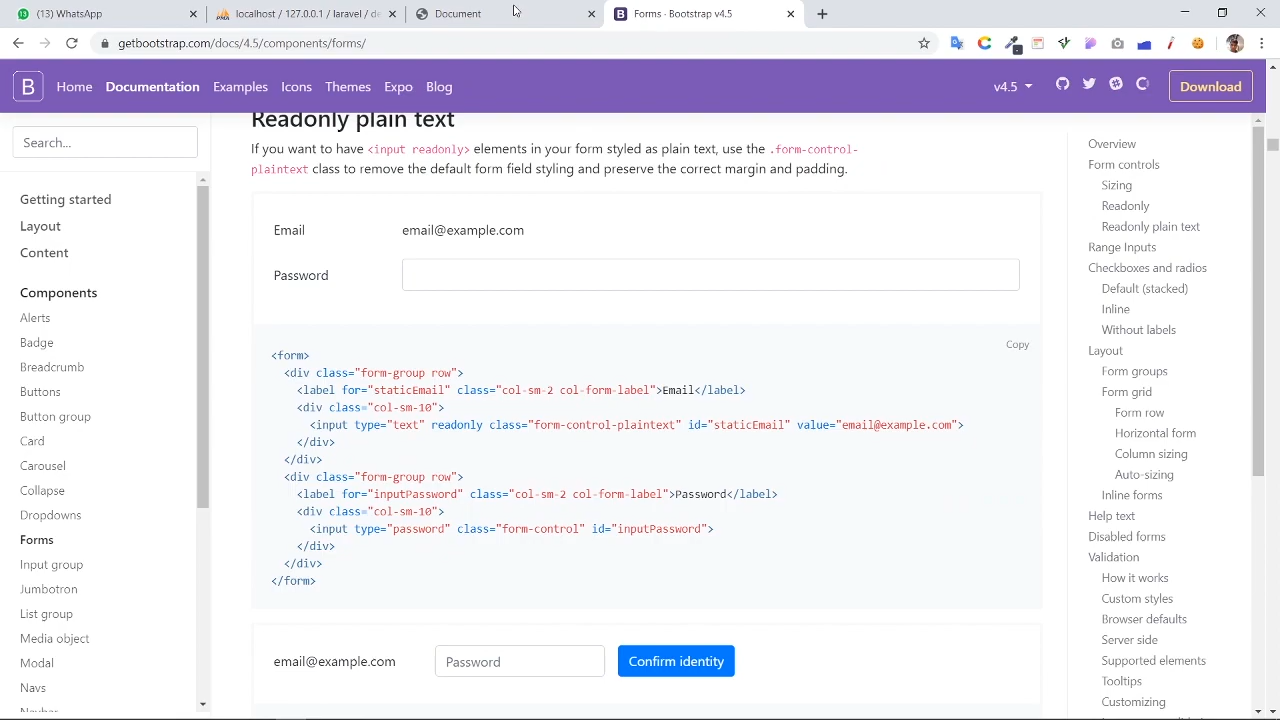 (13) WhatsApp
localhost / 127.0.0.1 / laravel / de
Document
Forms · Bootstrap v4.5
getbootstrap.com/docs/4.5/components/forms/
B
Home
Documentation
Examples
Icons
Themes
Expo
Blog
v4.5
Download
Search...
Getting started
Layout
Content
Components
Alerts
Badge
Breadcrumb
Buttons
Button group
Card
Carousel
Collapse
Dropdowns
Forms
Input group
Jumbotron
List group
Media object
Modal
Navs
Navbar
Readonly plain text
If you want to have <input readonly> elements in your form styled as plain text, use the .form-control-
plaintext class to remove the default form field styling and preserve the correct margin and padding.
Email
email@example.com
Password
Copy
<form>
<div class="form-group row">
<label for="staticEmail" class="col-sm-2 col-form-label">Email</label>
<div class="col-sm-10">
<input type="text" readonly class="form-control-plaintext" id="staticEmail" value="email@example.com">
</div>
</div>
<div class="form-group row">
<label for="inputPassword" class="col-sm-2 col-form-label">Password</label>
<div class="col-sm-10">
<input type="password" class="form-control" id="inputPassword">
</div>
</div>
</form>
email@example.com
Password
Confirm identity
Overview
Form controls
Sizing
Readonly
Readonly plain text
Range Inputs
Checkboxes and radios
Default (stacked)
Inline
Without labels
Layout
Form groups
Form grid
Form row
Horizontal form
Column sizing
Auto-sizing
Inline forms
Help text
Disabled forms
Validation
How it works
Custom styles
Browser defaults
Server side
Supported elements
Tooltips
Customizing